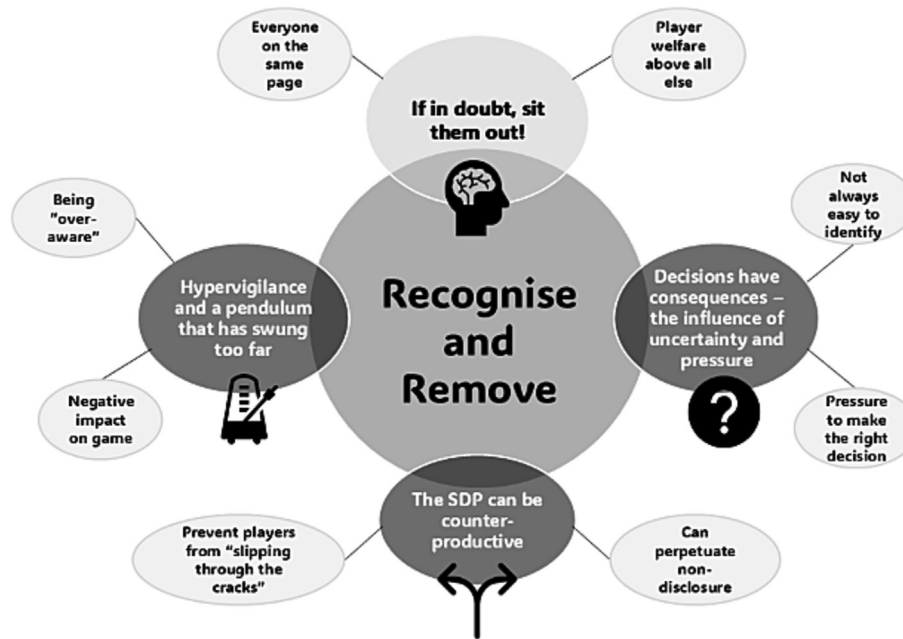 Everyone
on the
same
page
Player
welfare
above all
else
If in doubt, sit
them out!
Being
"over-
aware"
Not
always
easy to
identify
Hypervigilance
and a pendulum
that has swung
too far
Recognise
and
Remove
Decisions have
consequences –
the influence of
uncertainty and
pressure
Negative
impact
on game
?
Pressure
to make
the right
decision
The SDP can be
counter-
productive
Prevent players
from "slipping
through the
cracks"
Can
perpetuate
non-
disclosure